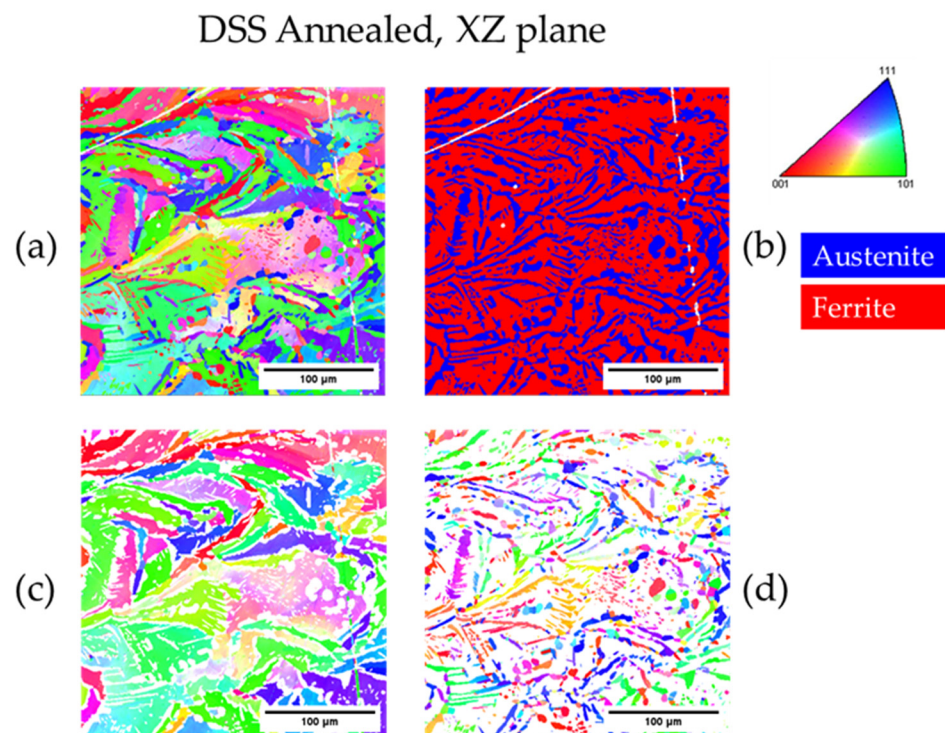 DSS Annealed, XZ plane
111
001
101
(a)
(b)
Austenite
Ferrite
100 µm
100 µm
(c)
(d)
100 µm
100 µm